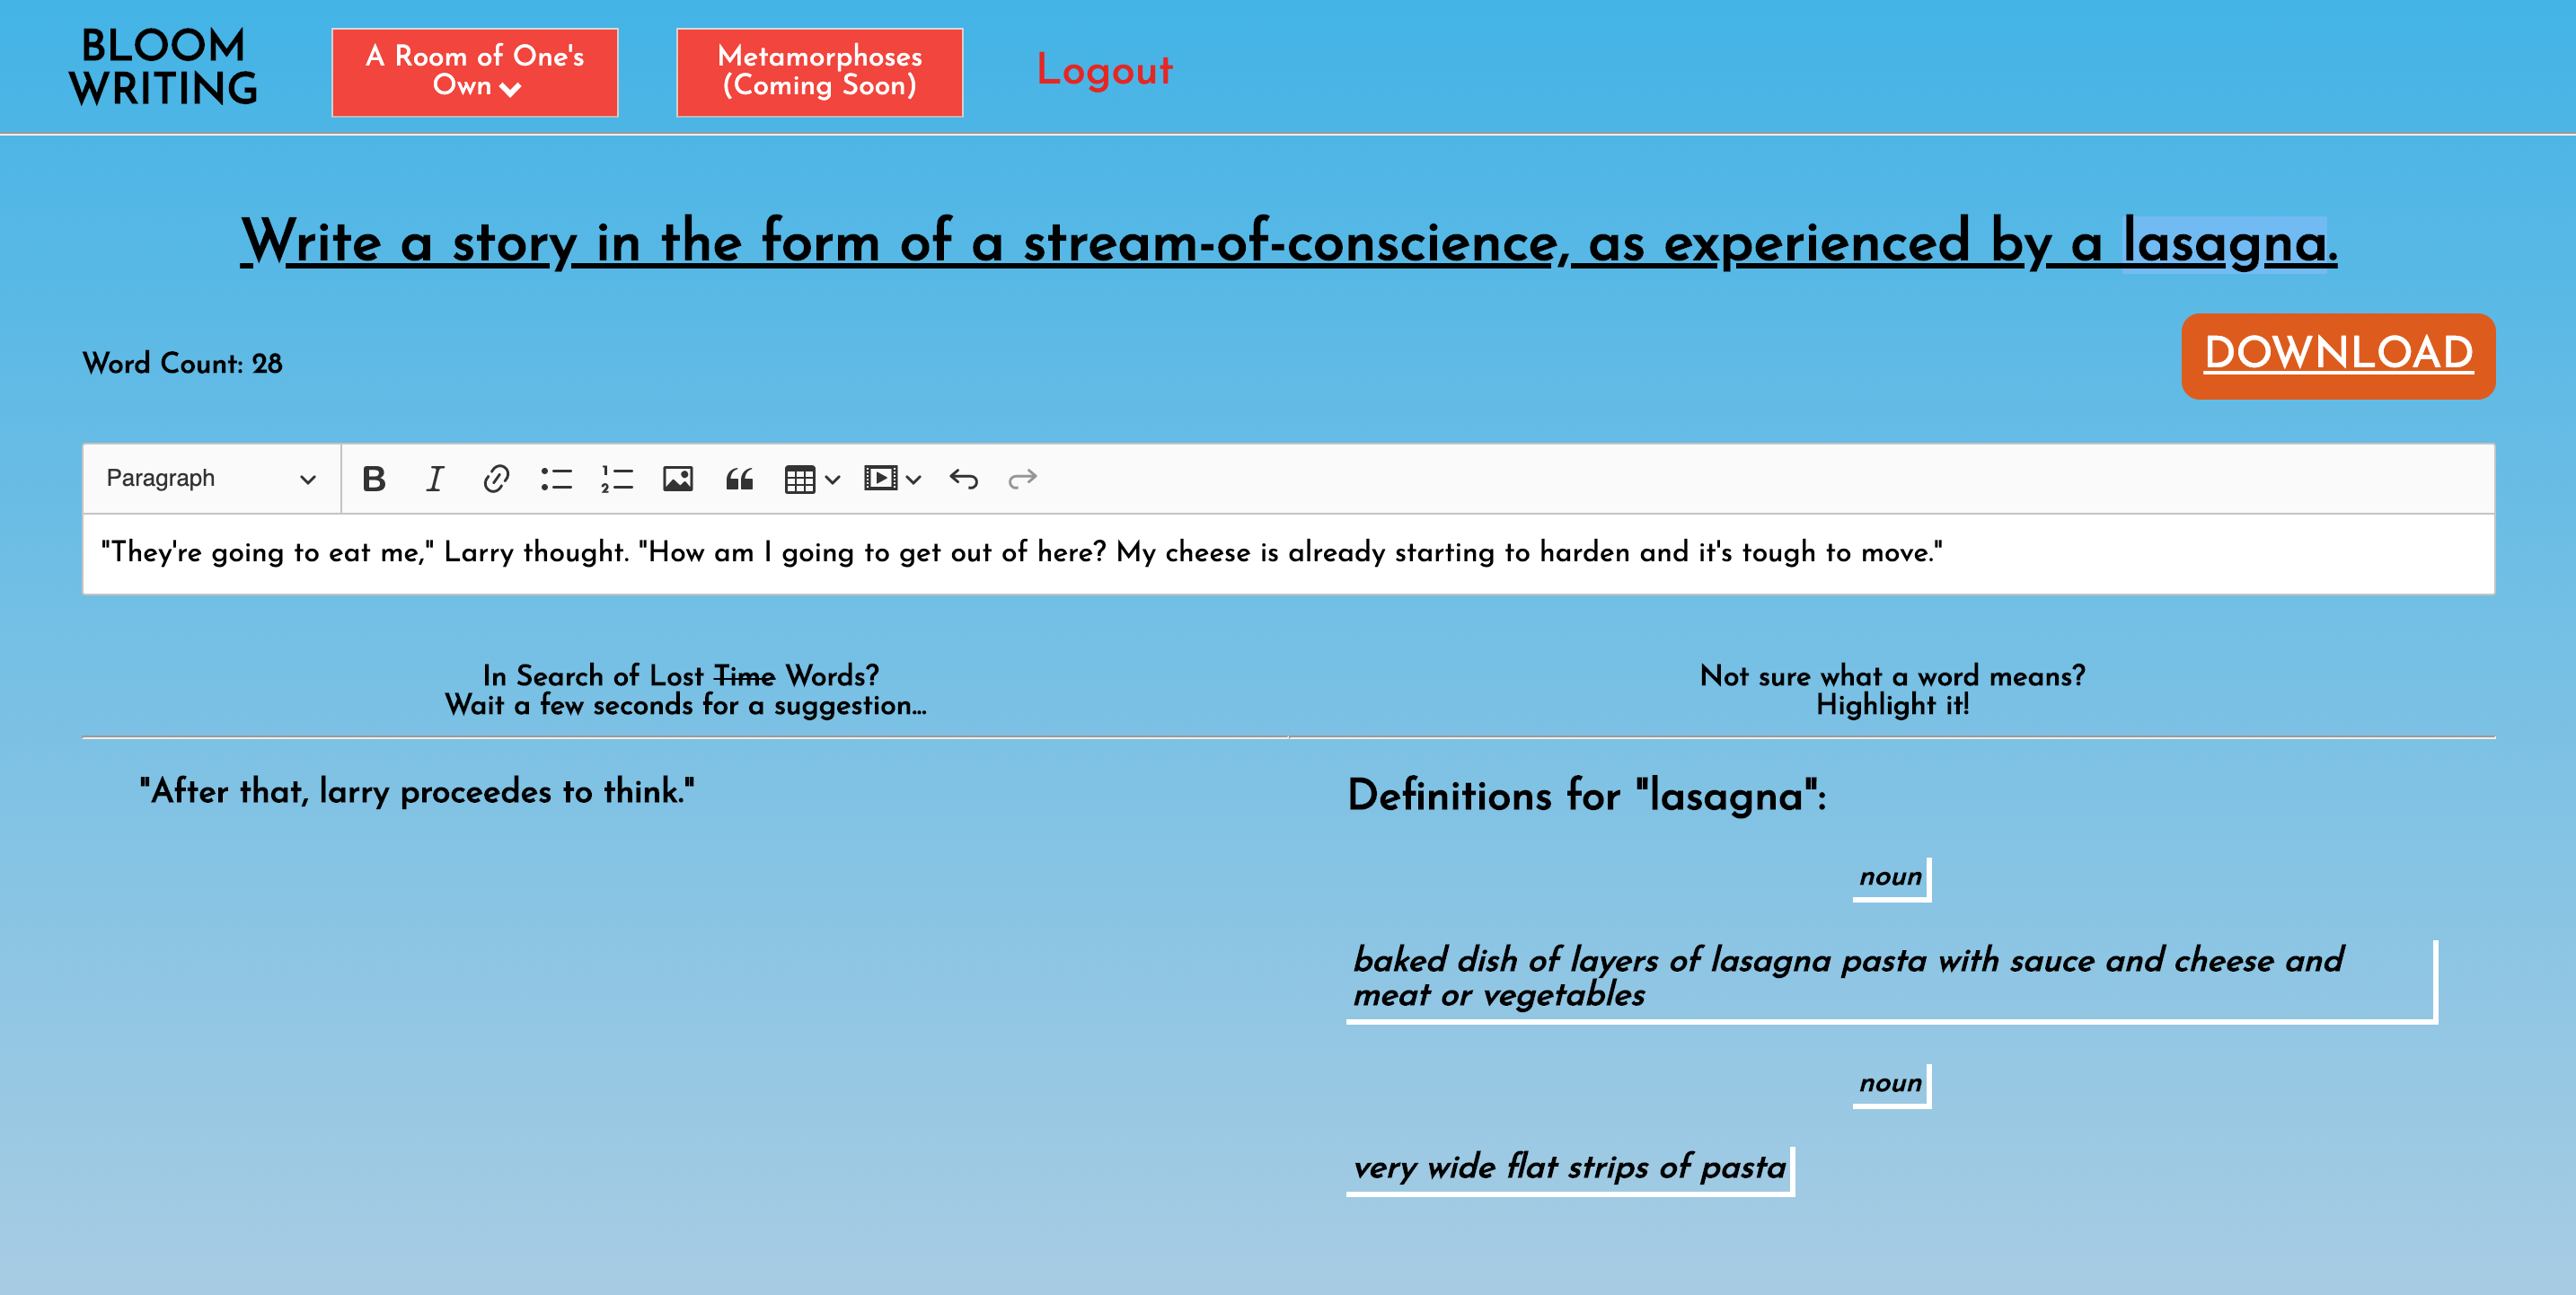 BLOOM
WRITING
A Room of One's
Own
Metamorphoses
(Coming Soon)
Logout
Write a story in the form of a stream-of-conscience, as experienced by a lasagna.
Word Count: 28
DOWNLOAD
Paragraph
"They're going to eat me," Larry thought. "How am I going to get out of here? My cheese is already starting to harden and it's tough to move."
In Search of Lost Time Words?
Wait a few seconds for a suggestion...
Not sure what a word means?
Highlight it!
"After that, larry proceedes to think."
Definitions for "lasagna":
noun
baked dish of layers of lasagna pasta with sauce and cheese and
meat or vegetables
noun
very wide flat strips of pasta